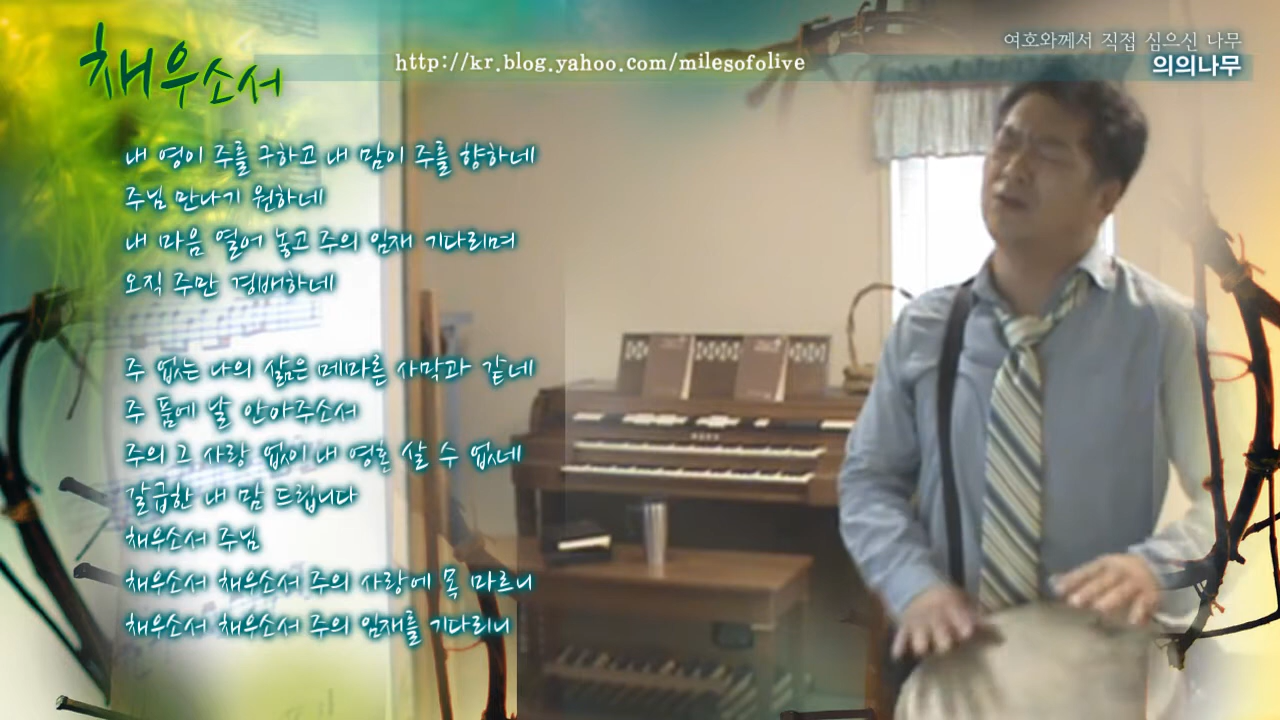 채우소서
http://kr.blog.yahoo.com/milesofolive
여호와께서 직접 심으신 나무
의의나무
내 영이 주를 구하고 내 맘이 주를 향하네
주님 만나기 원하네
내 마음 열어 놓고 주의 임재 기다리며
오직 주만 경배하네
주 없는 나의 삶은 메마른 사막과 같네
주 품에 날 안아주소서
주의 그 사랑 없이 내 영혼 살 수 없네
갈급한 내 맘 드립니다
채우소서 주님
채우소서 채우소서 주의 사랑에 목 마르니
채우소서 채우소서 주의 임재를 기다리니